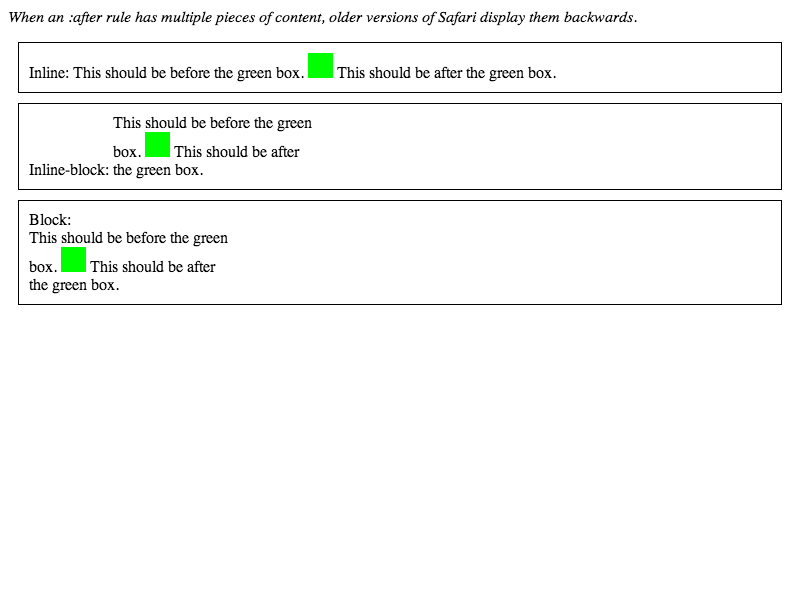 When an :after rule has multiple pieces of content, older versions of Safari display them backwards.
Inline: This should be before the green box. This should be after the green box.
This should be before the green
box. This should be after
Inline-block: the green box.
Block:
This should be before the green
box. This should be after
the green box.